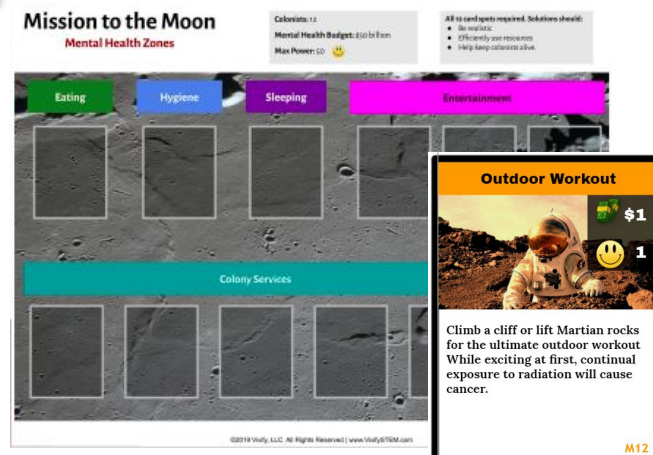 Mission to the Moon
Mental Health Zones
Colonists: 12
Mental Health Budget: $50 billion
Max Power: 50
All 12 card spots required. Solutions should:
Be realistic
Efficiently use resources
Help keep colonists alive
Eating
Hygiene
Sleeping
Entertainment
Colony Services
©2019 Vivify, LLC All Rights Reserved | www.VivifySTEM.com
Outdoor Workout
$1
1
Climb a cliff or lift Martian rocks
for the ultimate outdoor workout
While exciting at first, continual
exposure to radiation will cause
cancer.
M12